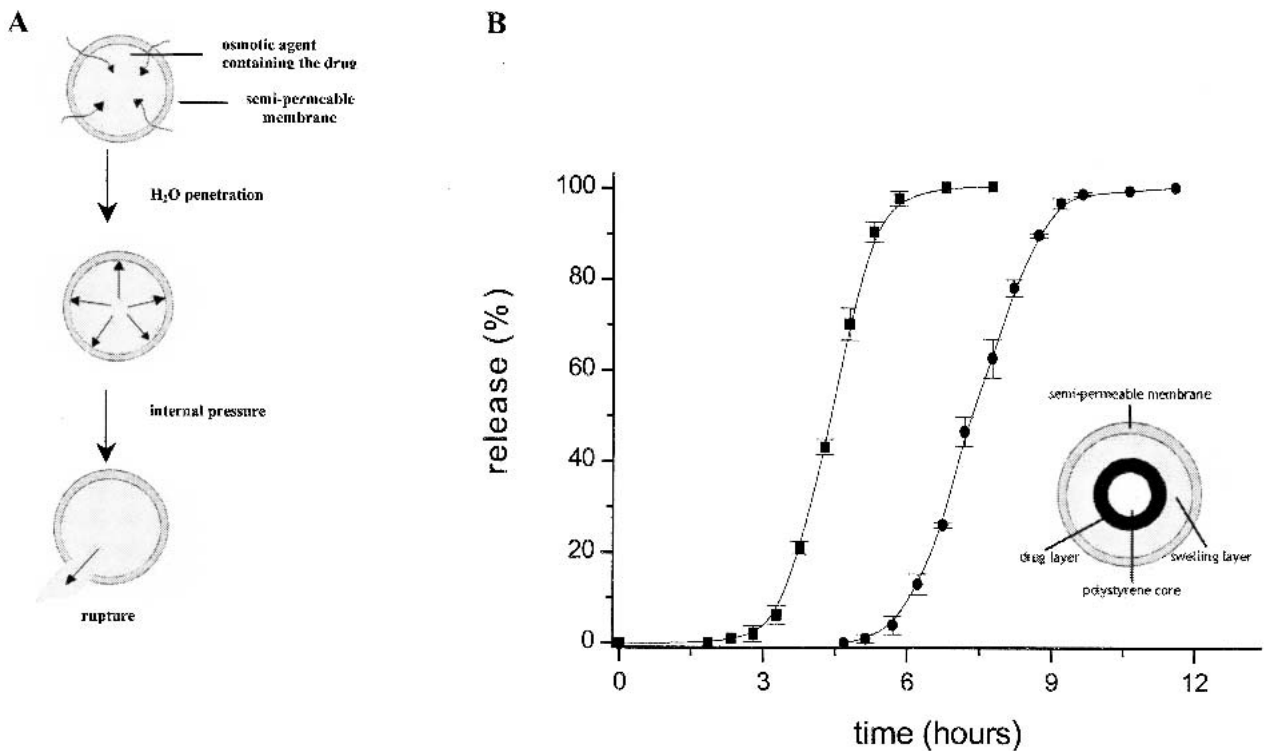 A
osmotic agent
containing the drug
semi-permeable
membrane
H₂O penetration
internal pressure
rupture
B
release (%)
100
80
60
40
20
0
0
3
6
9
12
time (hours)
semi-permeable membrane
drug layer
swelling layer
polystyrene core